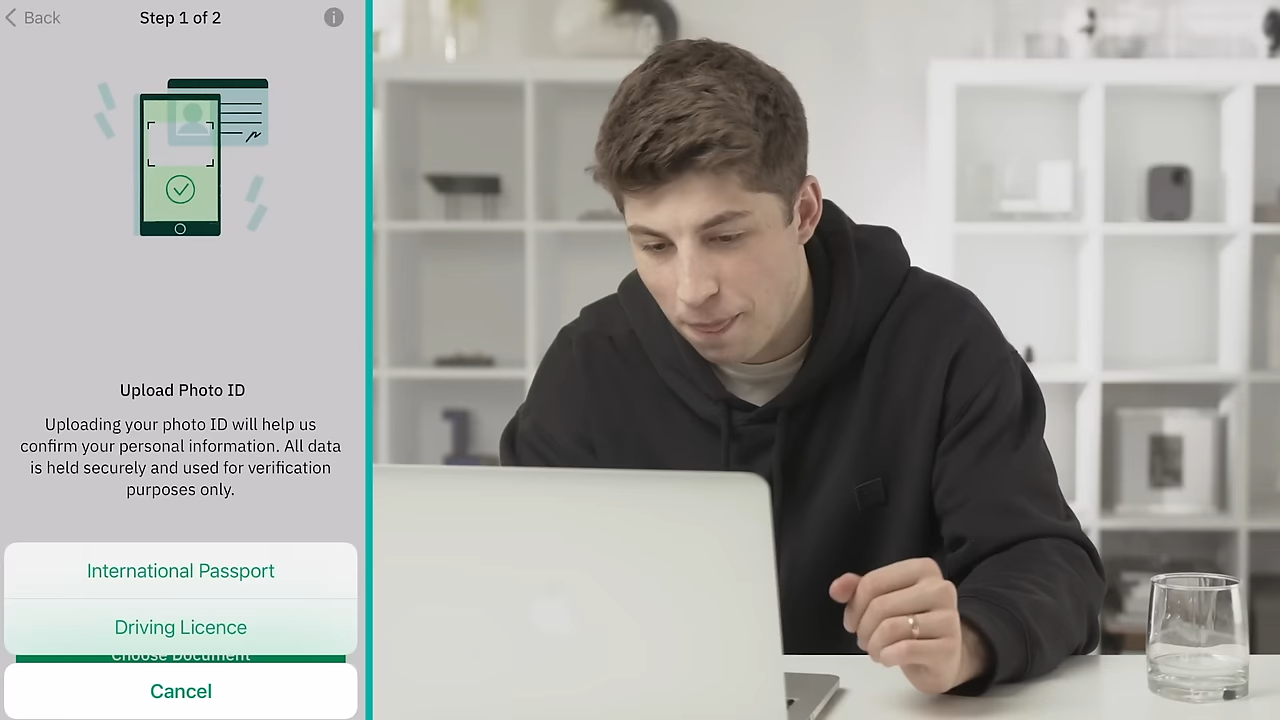 Back
Step 1 of 2
i
Upload Photo ID
Uploading your photo ID will help us
confirm your personal information. All data
is held securely and used for verification
purposes only.
International Passport
Driving Licence
Choose Document
Cancel